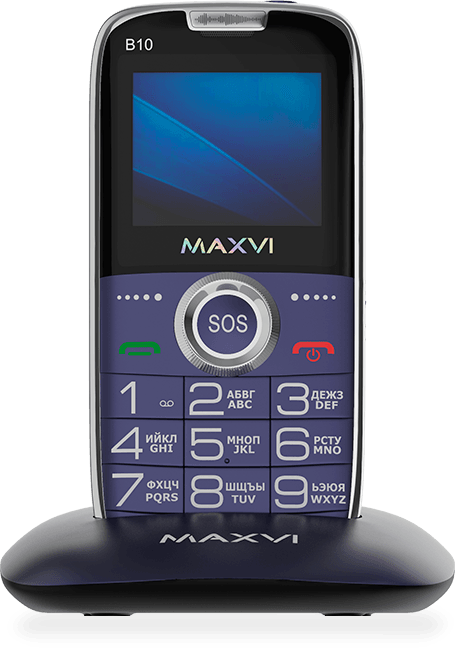 B10
MAXVI
SOS
1 2 АБВГ 3 ДЕЖЗ
ABC DEF
4 ИЙКЛ 5 МНОП 6 РСТУ
GHI JKL MNO
7 ФХЦЧ 8 ШЩЪЫ 9 ЬЭЮЯ
PQRS TUV WXYZ
MAXVI